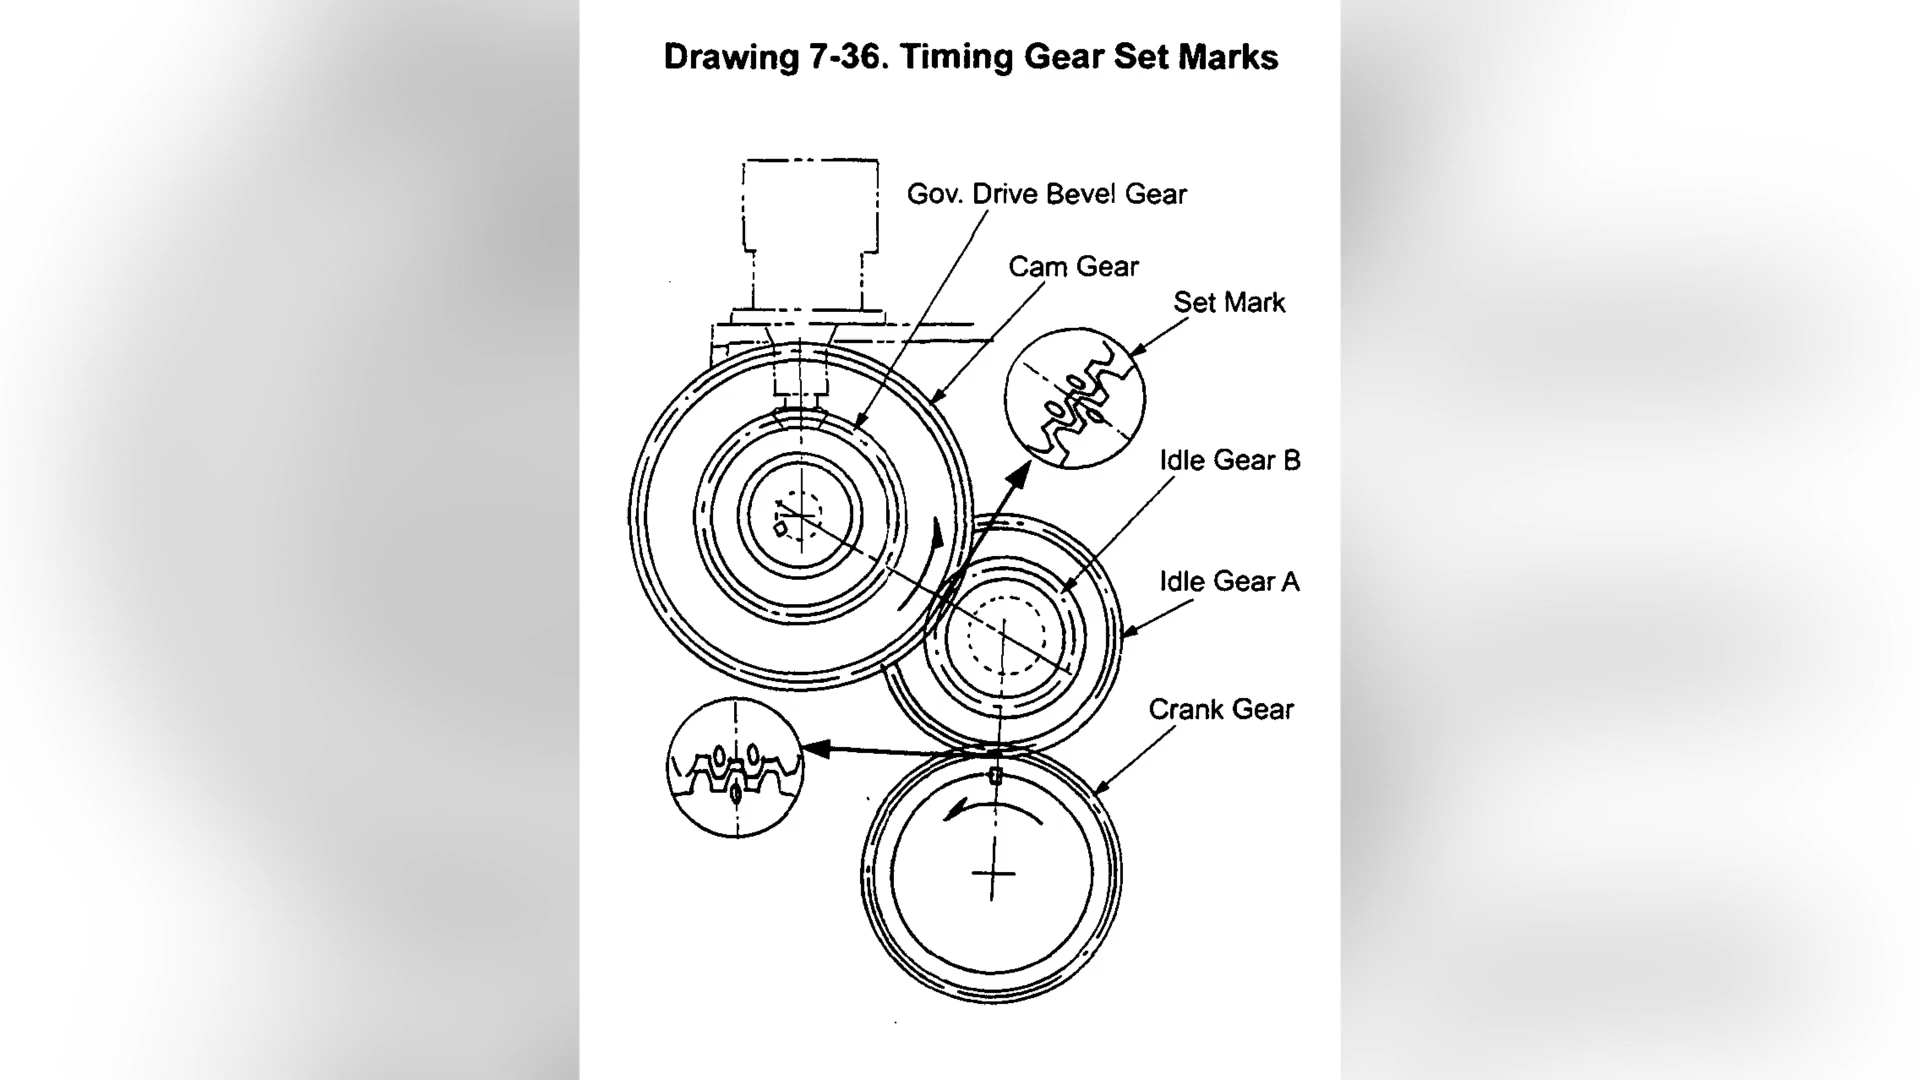 Drawing 7-36. Timing Gear Set Marks
Gov. Drive Bevel Gear
Cam Gear
Set Mark
Idle Gear B
Idle Gear A
Crank Gear